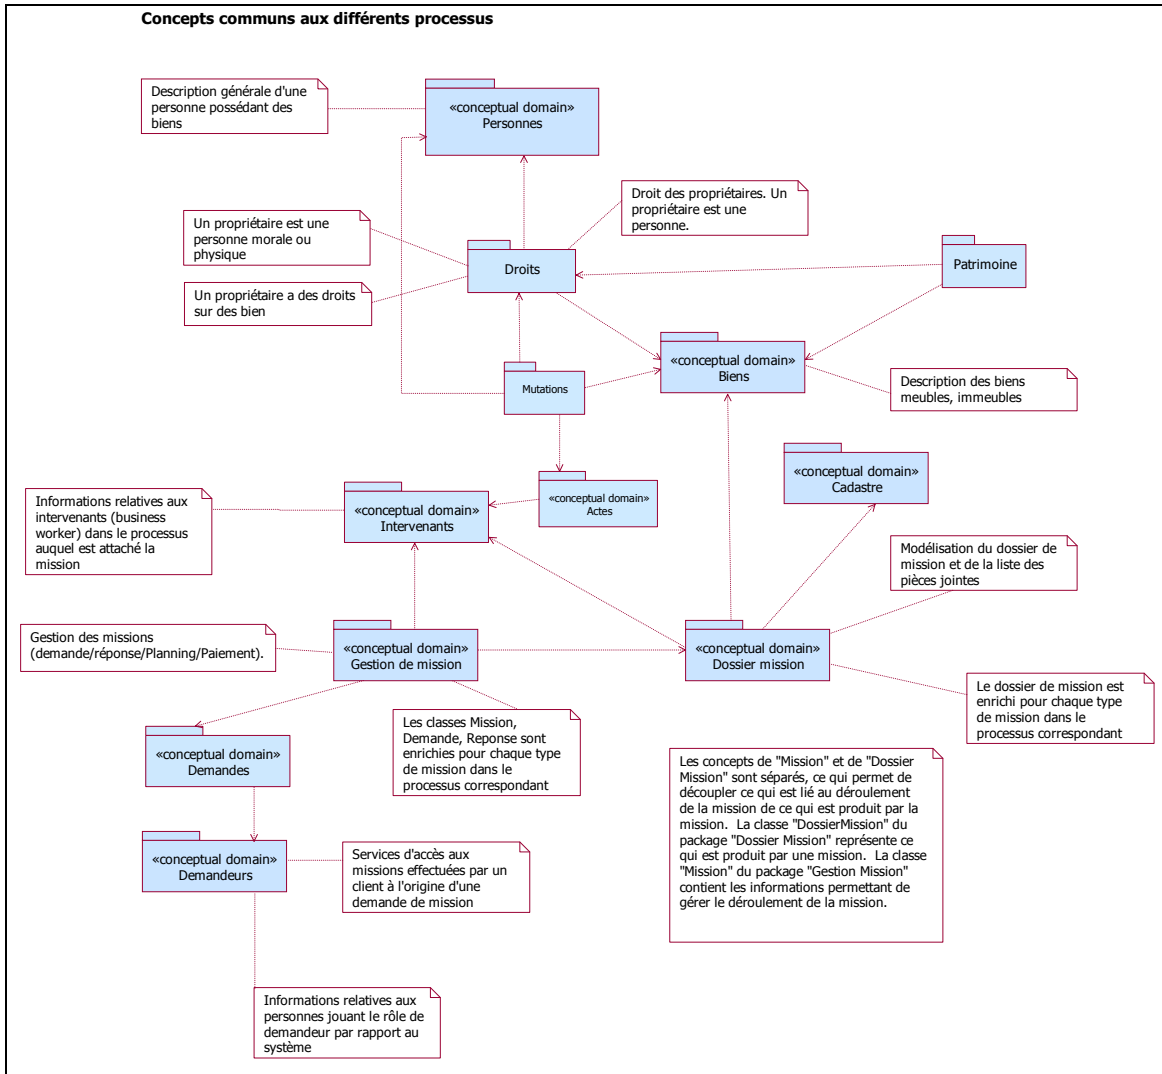 Concepts communs aux différents processus
Description générale d'une
personne possédant des
biens
«conceptual domain»
Personnes
Droit des propriétaires. Un
propriétaire est une
personne.
Un propriétaire est une
personne morale ou
physique
Droits
Patrimoine
Un propriétaire a des droits
sur des bien
«conceptual domain»
Biens
Mutations
Description des biens
meubles, immeubles
«conceptual domain»
Cadastre
Informations relatives aux
intervenants (business
worker) dans le processus
auquel est attaché la
mission
«conceptual domain»
Intervenants
«conceptual domain»
Actes
Modélisation du dossier de
mission et de la liste des
pièces jointes
Gestion des missions
(demande/réponse/Planning/Paiement).
«conceptual domain»
Gestion de mission
«conceptual domain»
Dossier mission
Le dossier de mission est
enrichi pour chaque type
de mission dans le
processus correspondant
Les classes Mission,
Demande, Reponse sont
enrichies pour chaque type
de mission dans le
processus correspondant
«conceptual domain»
Demandes
Les concepts de "Mission" et de "Dossier
Mission" sont séparés, ce qui permet de
découpler ce qui est lié au déroulement
de la mission de ce qui est produit par la
mission.  La classe "DossierMission" du
package "Dossier Mission" représente ce
qui est produit par une mission.  La classe
"Mission" du package "Gestion Mission"
contient les informations permettant de
gérer le déroulement de la mission.
«conceptual domain»
Demandeurs
Services d'accès aux
missions effectuées par un
client à l'origine d'une
demande de mission
Informations relatives aux
personnes jouant le rôle de
demandeur par rapport au
système